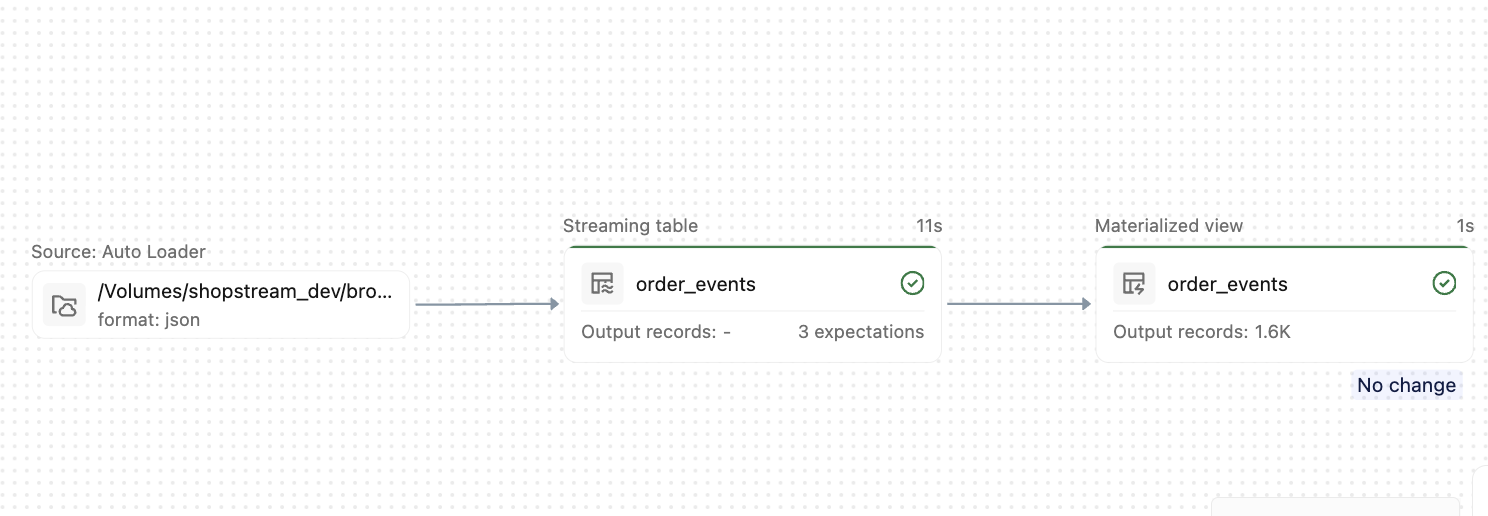 Source: Auto Loader
/Volumes/shopstream_dev/bro...
format: json
Streaming table 11s
order_events
Output records: - 3 expectations
Materialized view 1s
order_events
Output records: 1.6K
No change